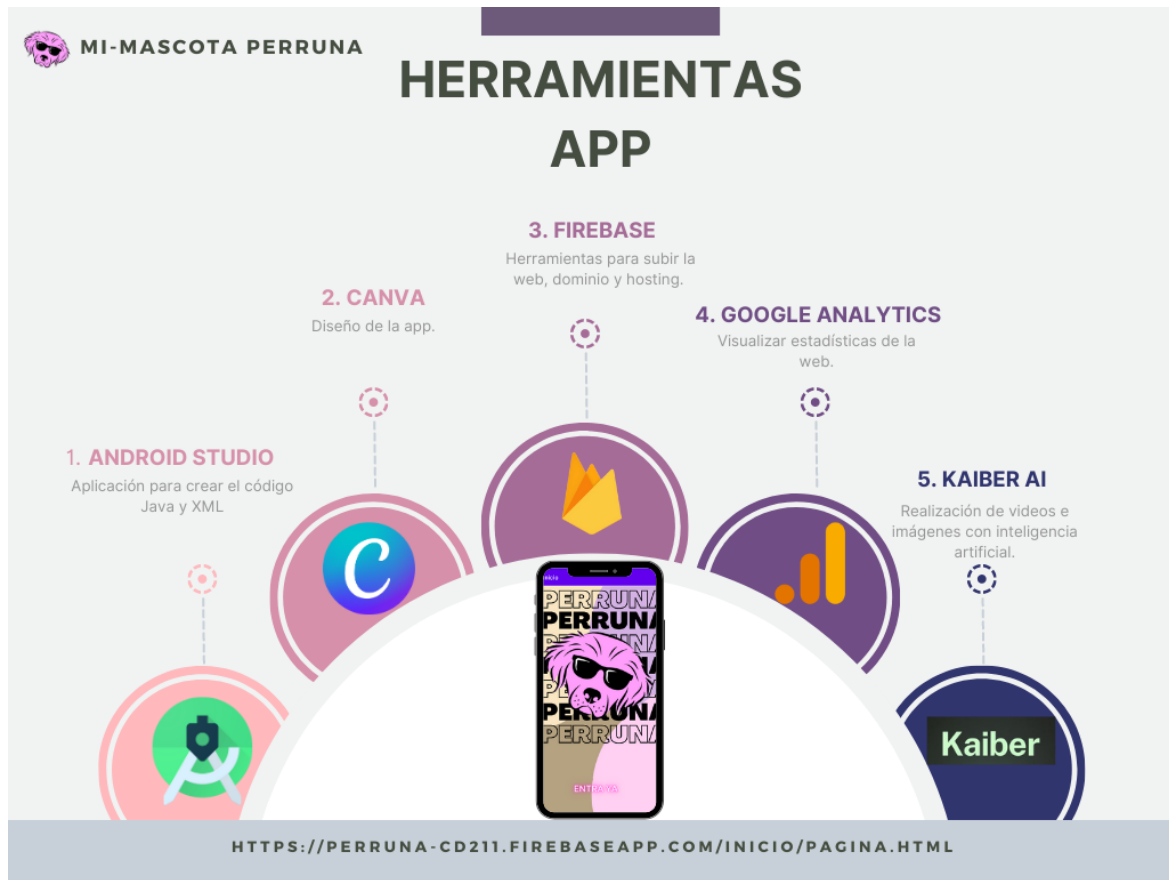 MI-MASCOTA PERRUNA
HERRAMIENTAS
APP
3. FIREBASE
Herramientas para subir la
web, dominio y hosting.
2. CANVA
Diseño de la app.
4. GOOGLE ANALYTICS
Visualizar estadísticas de la
web.
1. ANDROID STUDIO
Aplicación para crear el código
Java y XML
5. KAIBER AI
Realización de videos e
imágenes con inteligencia
artificial.
C
Inicio
PERRUNA
PERRUNA
PERRUNA
PERRUNA
ENTRA YA
Kaiber
HTTPS://PERRUNA-CD211.FIREBASEAPP.COM/INICIO/PAGINA.HTML